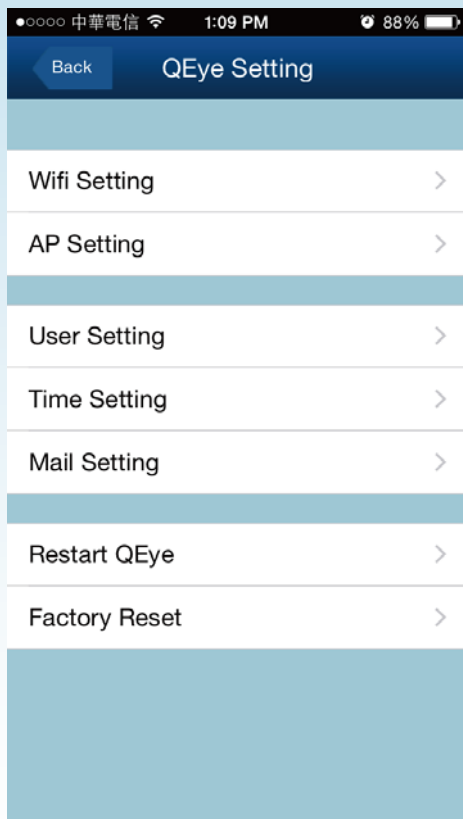 中華電信 1:09 PM 88%
Back QEye Setting
Wifi Setting
AP Setting
User Setting
Time Setting
Mail Setting
Restart QEye
Factory Reset